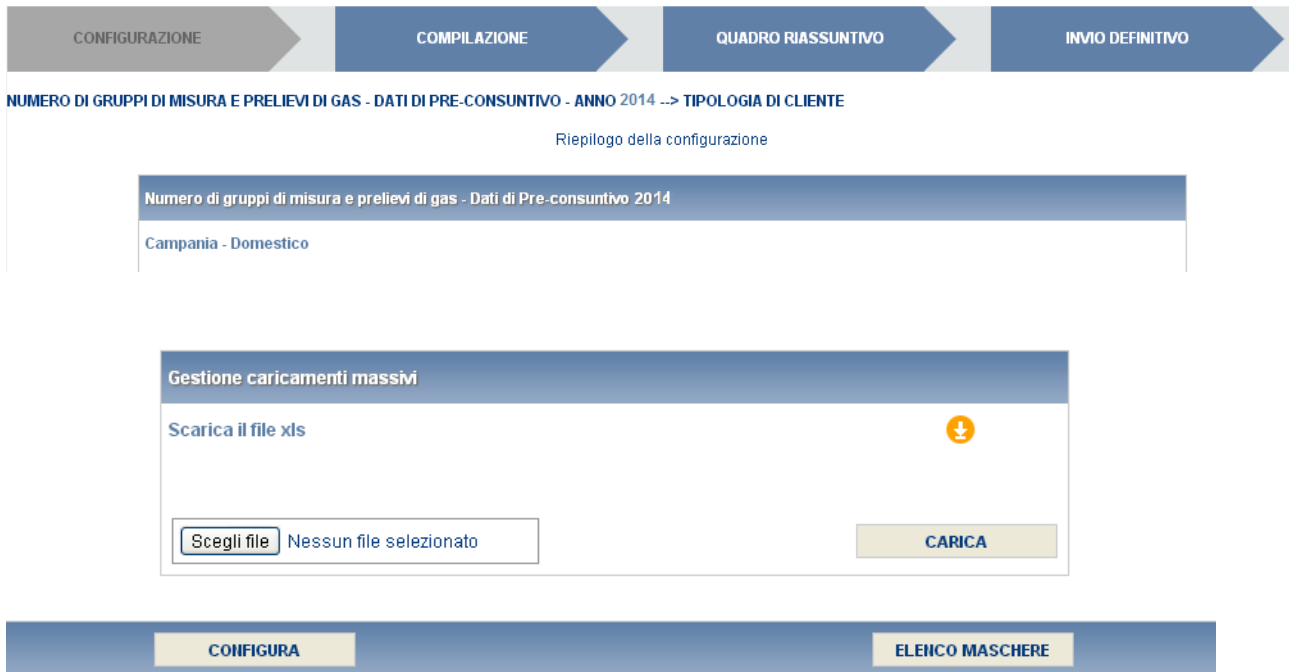 CONFIGURAZIONE COMPILAZIONE QUADRO RIASSUNTIVO INVIO DEFINITIVO
NUMERO DI GRUPPI DI MISURA E PRELIEVI DI GAS - DATI DI PRE-CONSUNTIVO - ANNO 2014 --> TIPOLOGIA DI CLIENTE
Riepilogo della configurazione
Numero di gruppi di misura e prelievi di gas - Dati di Pre-consuntivo 2014
Campania - Domestico
Gestione caricamenti massivi
Scarica il file xls
Scegli file Nessun file selezionato CARICA
CONFIGURA ELENCO MASCHERE